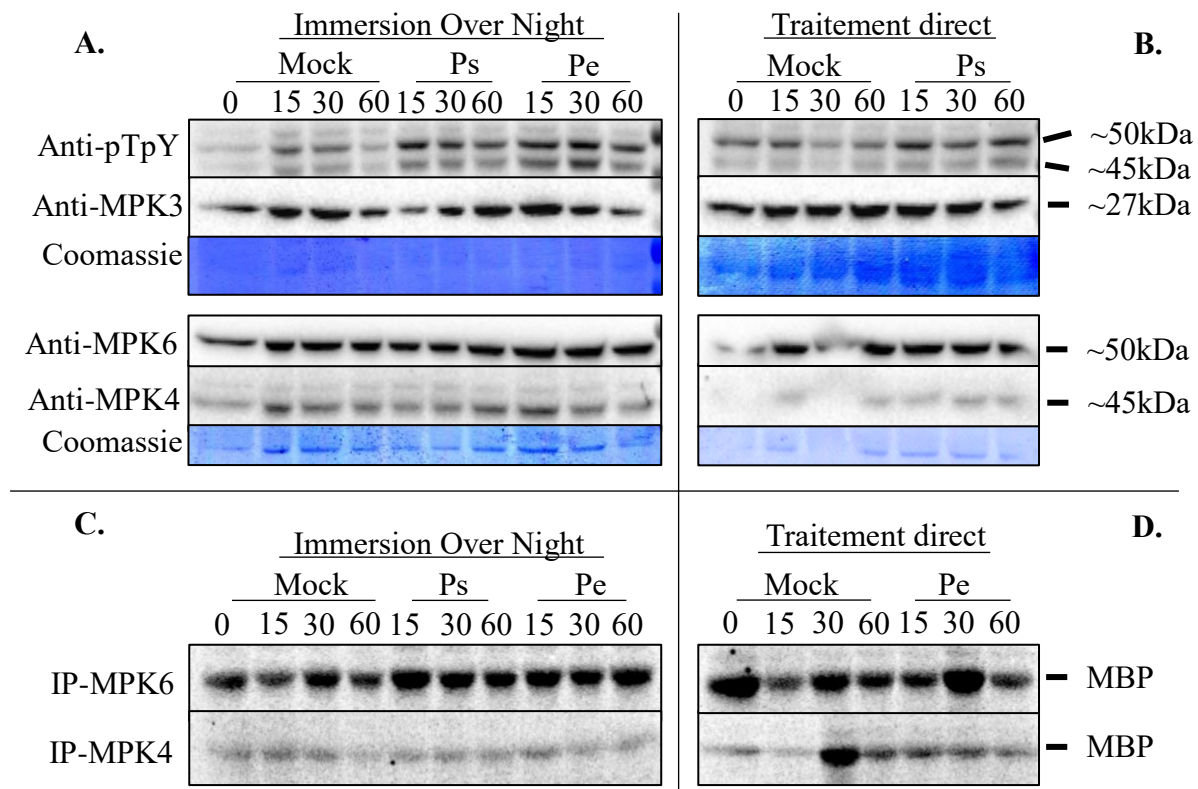 A.
Immersion Over Night
Mock Ps Pe
0 15 30 60 15 30 60 15 30 60
Anti-pTpY
Anti-MPK3
Coomassie
Anti-MPK6
Anti-MPK4
Coomassie
Traitement direct
B.
Mock Ps
0 15 30 60 15 30 60
~50kDa
~45kDa
~27kDa
~50kDa
~45kDa
C.
Immersion Over Night
Mock Ps Pe
0 15 30 60 15 30 60 15 30 60
IP-MPK6
IP-MPK4
Traitement direct
D.
Mock Pe
0 15 30 60 15 30 60
MBP
MBP